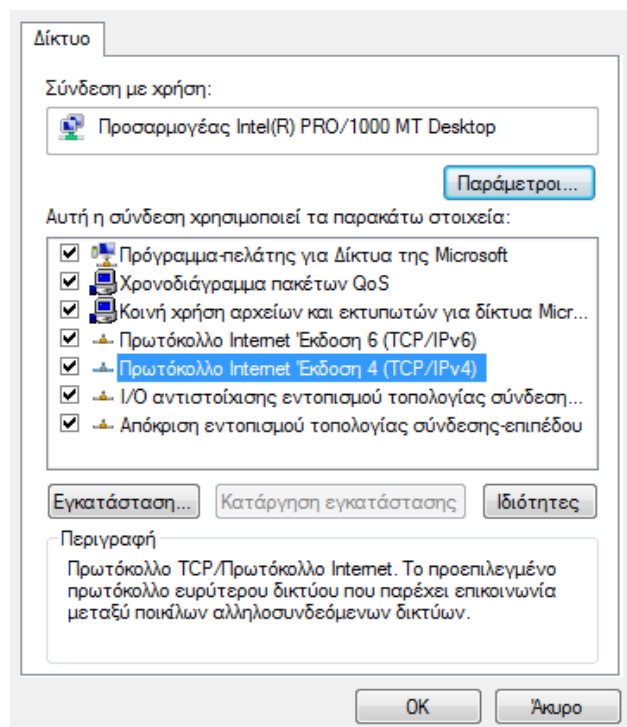 Δίκτυο
Σύνδεση με χρήση:
Προσαρμογέας Intel(R) PRO/1000 MT Desktop
Παράμετροι...
Αυτή η σύνδεση χρησιμοποιεί τα παρακάτω στοιχεία:
Πρόγραμμα-πελάτης για Δίκτυα της Microsoft
Χρονοδιάγραμμα πακέτων QoS
Κοινή χρήση αρχείων και εκτυπωτών για δίκτυα Micr...
Πρωτόκολλο Internet Έκδοση 6 (TCP/IPv6)
Πρωτόκολλο Internet Έκδοση 4 (TCP/IPv4)
I/O αντιστοίχισης εντοπισμού τοπολογίας σύνδεση...
Απόκριση εντοπισμού τοπολογίας σύνδεσης-επιπέδου
Εγκατάσταση... Κατάργηση εγκατάστασης Ιδιότητες
Περιγραφή
Πρωτόκολλο TCP/Πρωτόκολλο Internet. Το προεπιλεγμένο
πρωτόκολλο ευρύτερου δικτύου που παρέχει επικοινωνία
μεταξύ ποικίλων αλληλοσυνδεόμενων δικτύων.
OK Άκυρο